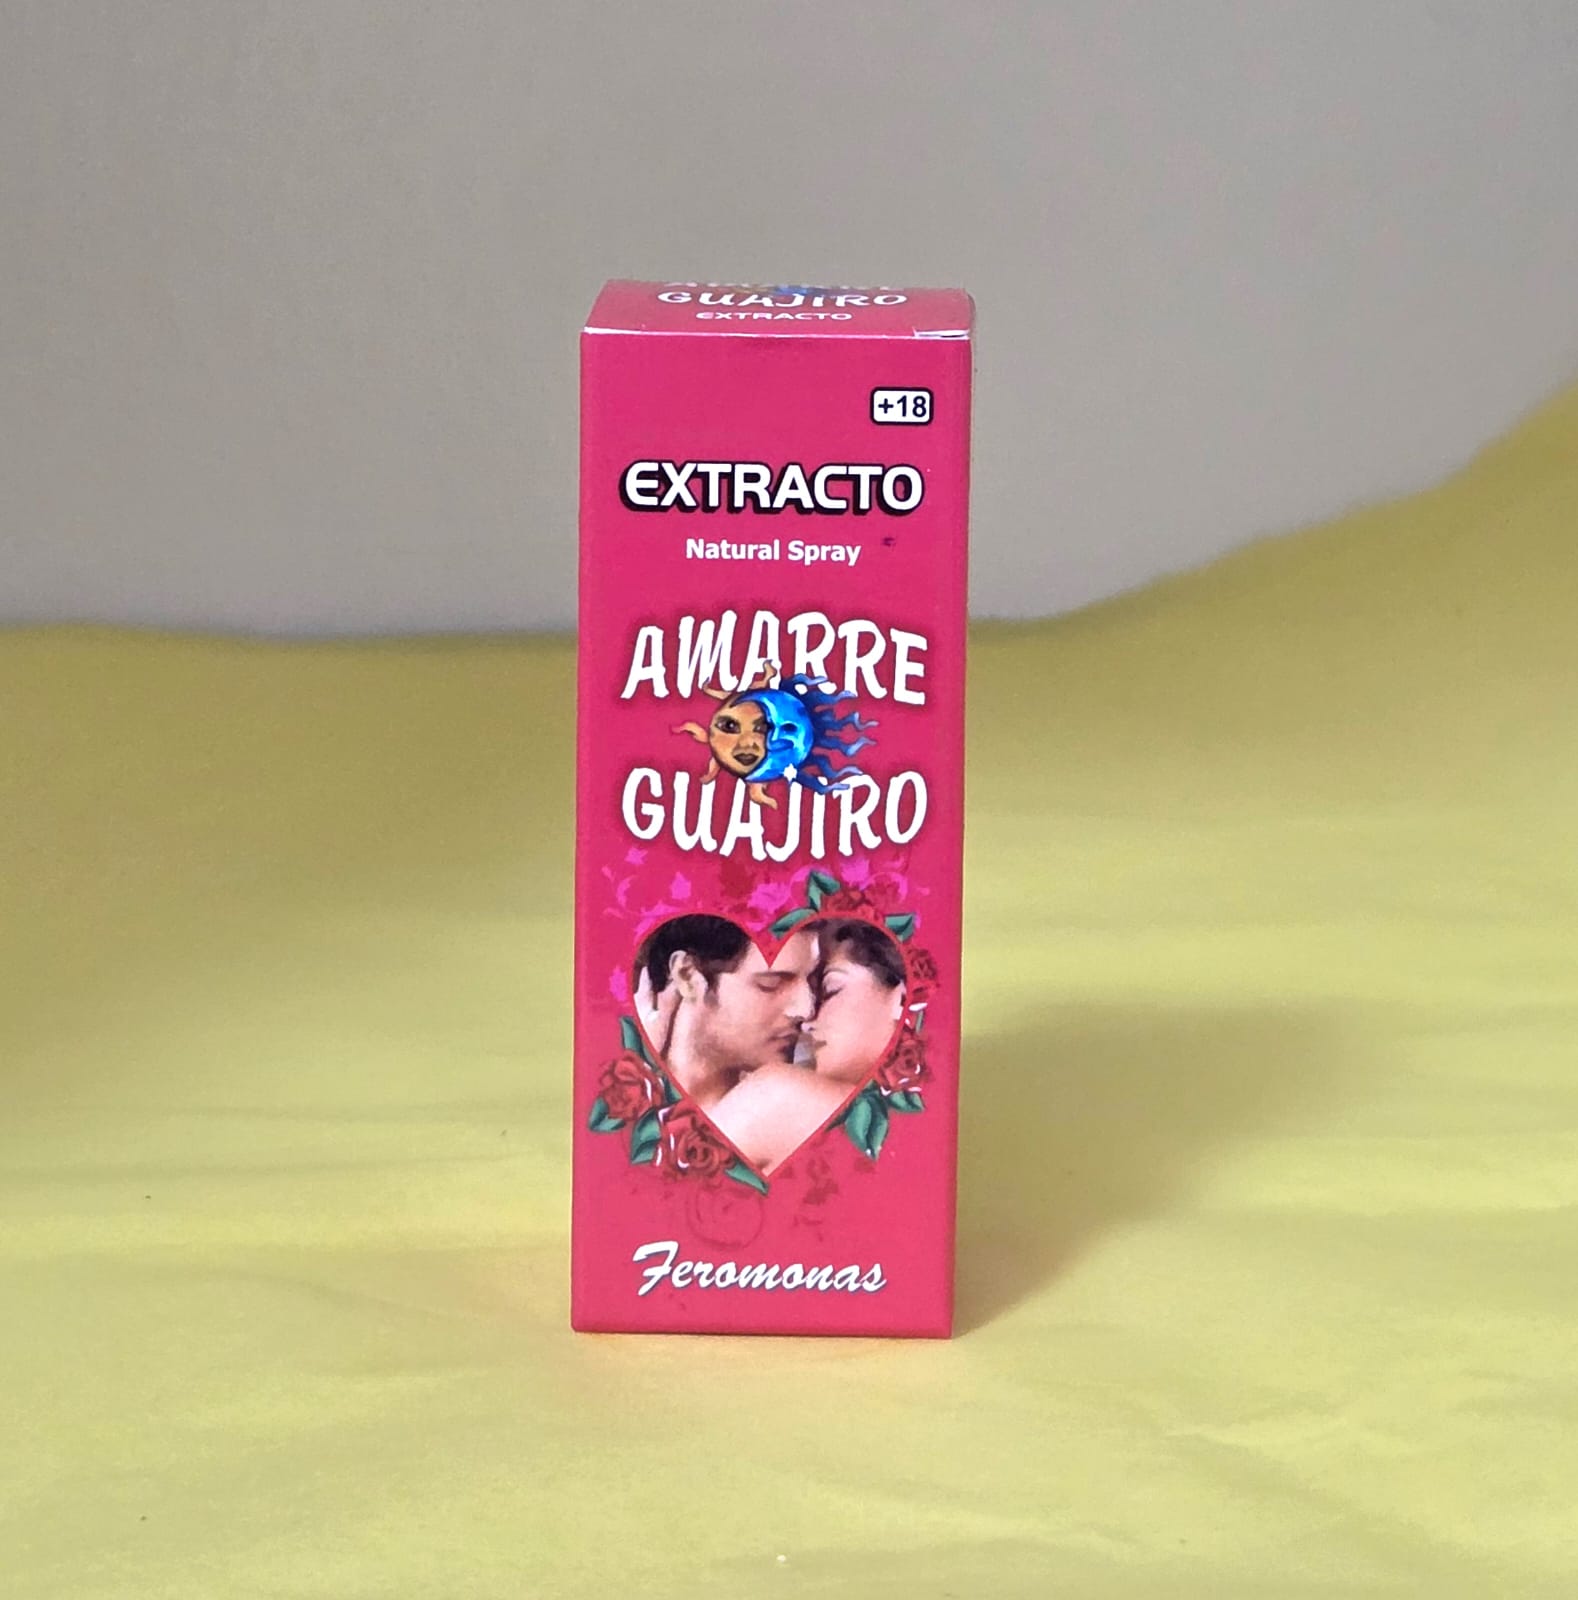 GUAJIRO
EXTRACTO
+18
EXTRACTO
Natural Spray
AMARRE
GUAJIRO
Feromonas